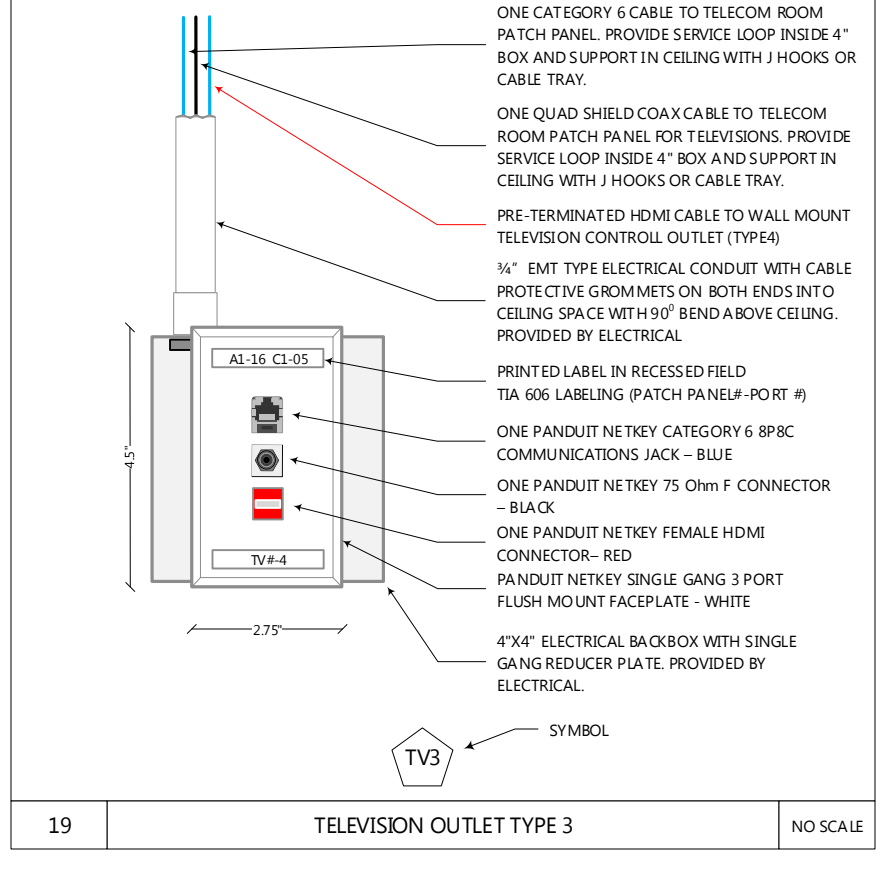 ONE CATEGORY 6 CABLE TO TELECOM ROOM
PATCH PANEL. PROVIDE SERVICE LOOP INSIDE 4"
BOX AND SUPPORT IN CEILING WITH J HOOKS OR
CABLE TRAY.
ONE QUAD SHIELD COAX CABLE TO TELECOM
ROOM PATCH PANEL FOR TELEVISIONS. PROVIDE
SERVICE LOOP INSIDE 4" BOX AND SUPPORT IN
CEILING WITH J HOOKS OR CABLE TRAY.
PRE-TERMINATED HDMI CABLE TO WALL MOUNT
TELEVISION CONTROLL OUTLET (TYPE4)
¾" EMT TYPE ELECTRICAL CONDUIT WITH CABLE
PROTECTIVE GROMMETS ON BOTH ENDS INTO
CEILING SPACE WITH 90⁰ BEND ABOVE CEILING.
PROVIDED BY ELECTRICAL
A1-16 C1-05
PRINTED LABEL IN RECESSED FIELD
TIA 606 LABELING (PATCH PANEL#-PORT #)
ONE PANDUIT NETKEY CATEGORY 6 8P8C
COMMUNICATIONS JACK – BLUE
4.5"
ONE PANDUIT NETKEY 75 Ohm F CONNECTOR
– BLACK
ONE PANDUIT NETKEY FEMALE HDMI
CONNECTOR– RED
TV#-4
PANDUIT NETKEY SINGLE GANG 3 PORT
FLUSH MOUNT FACEPLATE - WHITE
2.75"
4"X4" ELECTRICAL BACKBOX WITH SINGLE
GANG REDUCER PLATE. PROVIDED BY
ELECTRICAL.
SYMBOL
TV3
19
TELEVISION OUTLET TYPE 3
NO SCALE